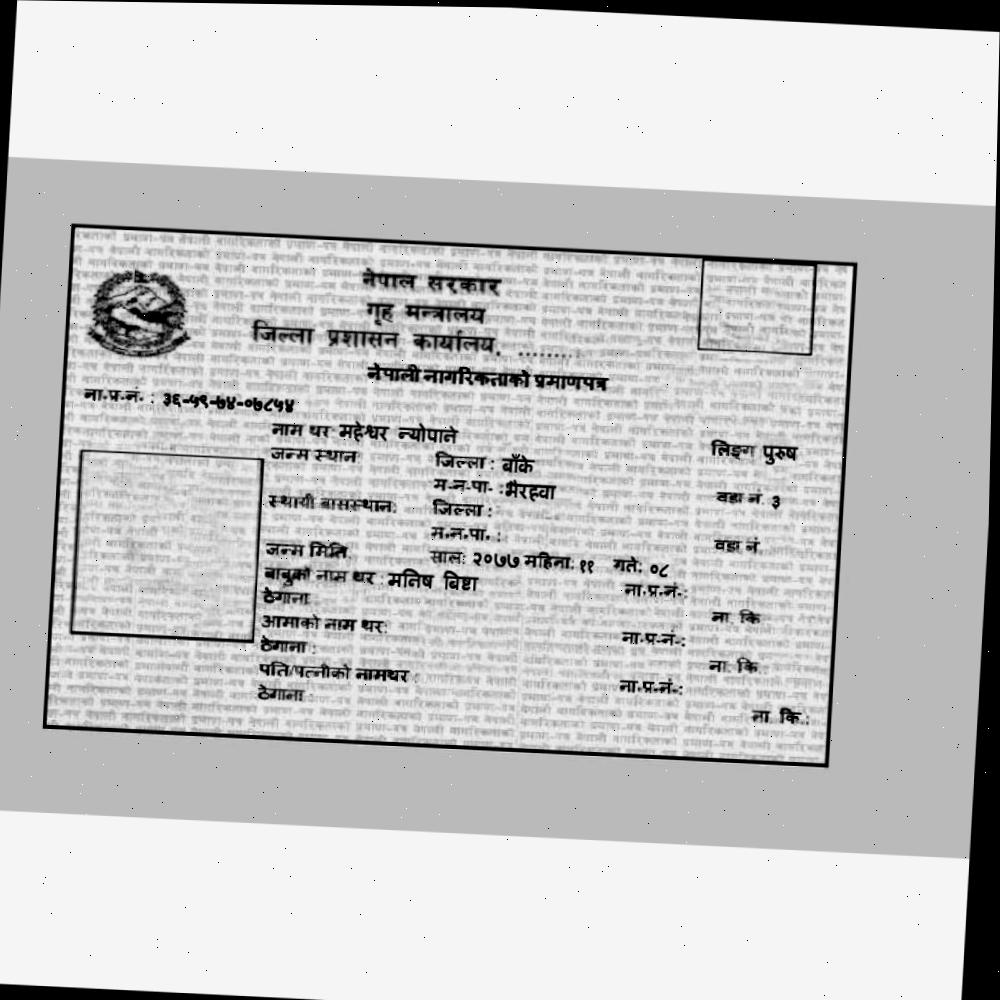 नेपाल सरकार
गृह मन्त्रालय
जिल्ला प्रशासन कार्यालय, ........
नेपाली नागरिकताको प्रमाणपत्र
ना.प्र.नं. : ३६-५९-७४-०७८५४
नाम थर महेश्वर न्योपाने लिङ्ग पुरुष
जन्म स्थान जिल्ला : बाँके
म.न.पा. :भैरहवा वडा नं. ३
स्थायी बासस्थान: जिल्ला :
म.न.पा. : वडा नं.
जन्म मिति साल: २०७७ महिना: ११ गते: ०८
बाबुको नाम थर : मनिष बिष्टा ना.प्र.नं.:
ठेगाना ना. कि
आमाको नाम थर: ना.प्र.नं.:
ठेगाना : ना. कि.
पति/पत्नीको नामथर : ना.प्र.नं.:
ठेगाना : ना. कि.: